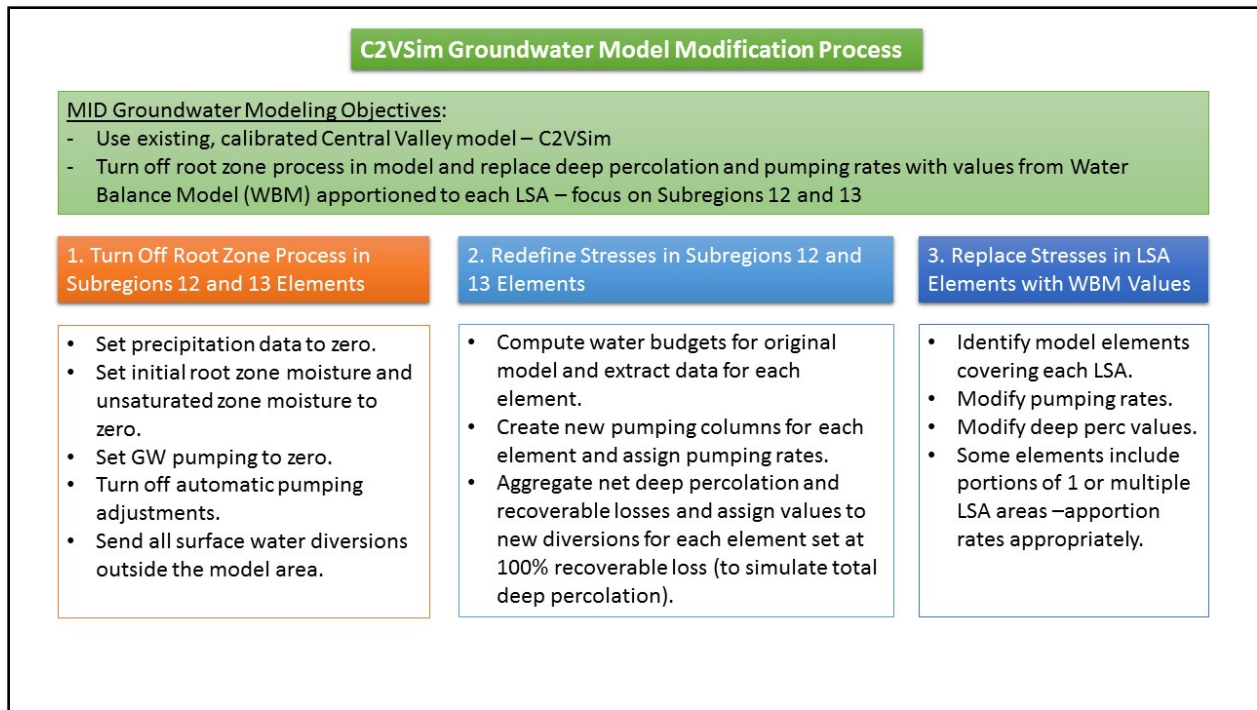 C2VSim Groundwater Model Modification Process
MID Groundwater Modeling Objectives:
- Use existing, calibrated Central Valley model – C2VSim
- Turn off root zone process in model and replace deep percolation and pumping rates with values from Water
Balance Model (WBM) apportioned to each LSA – focus on Subregions 12 and 13
1. Turn Off Root Zone Process in
Subregions 12 and 13 Elements
• Set precipitation data to zero.
• Set initial root zone moisture and
unsaturated zone moisture to
zero.
• Set GW pumping to zero.
• Turn off automatic pumping
adjustments.
• Send all surface water diversions
outside the model area.
2. Redefine Stresses in Subregions 12 and
13 Elements
• Compute water budgets for original
model and extract data for each
element.
• Create new pumping columns for each
element and assign pumping rates.
• Aggregate net deep percolation and
recoverable losses and assign values to
new diversions for each element set at
100% recoverable loss (to simulate total
deep percolation).
3. Replace Stresses in LSA
Elements with WBM Values
• Identify model elements
covering each LSA.
• Modify pumping rates.
• Modify deep perc values.
• Some elements include
portions of 1 or multiple
LSA areas –apportion
rates appropriately.